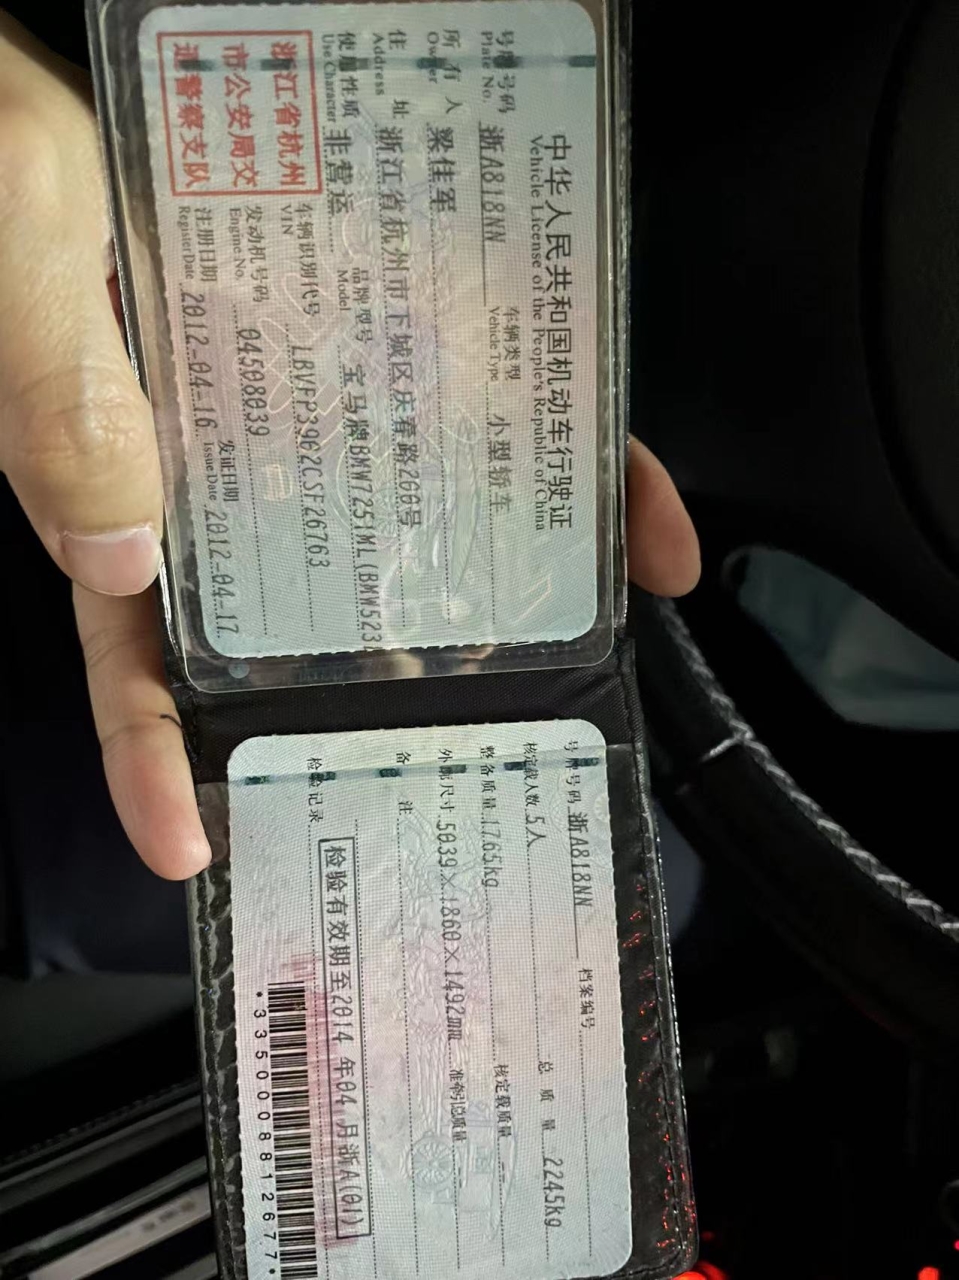 中华人民共和国机动车行驶证
Vehicle License of the People's Republic of China
号牌号码 浙A818NN 车辆类型 小型轿车
Plate No. Vehicle Type
所有人 梁佳军
Owner
住址 浙江省杭州市下城区庆春路200号
Address
使用性质 非营运 品牌型号 宝马牌BMW7251ML(BMW523
Use Character Model
浙江省杭州
市公安局交
通警察支队
车辆识别代号 LBVFP3962CSF26763
VIN
发动机号码 04508039
Engine No.
注册日期 2012-04-16 发证日期 2012-04-17
Register Date Issue Date
号牌号码 浙A818NN 档案编号
核定载人数 5人 总质量 2245kg
整备质量 1765kg 核定载质量 --
外廓尺寸 5039×1860×1492mm 准牵引总质量 --
备注
检验记录 检验有效期至2014年04月浙A(01)
*3350008812677*